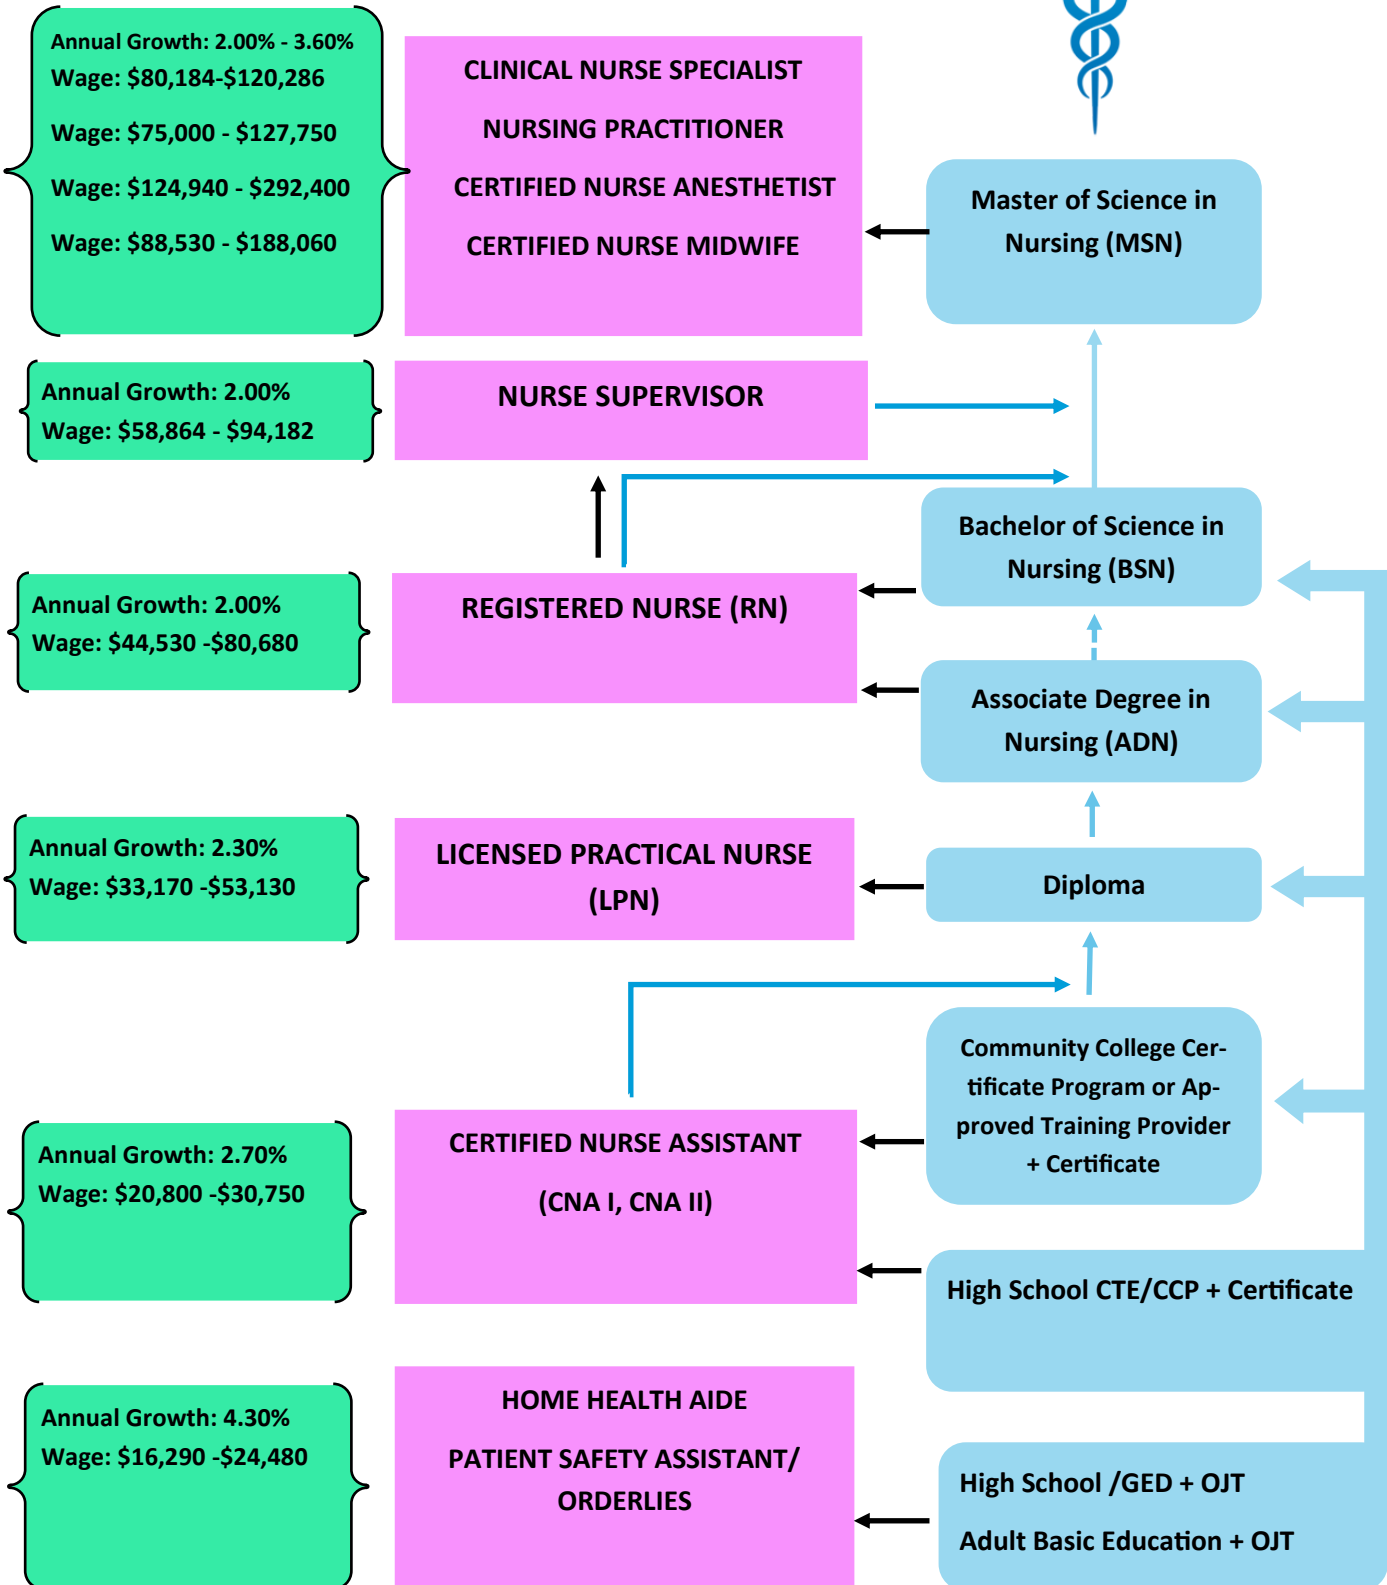 Annual Growth: 2.00% - 3.60%
Wage: $80,184-$120,286
Wage: $75,000 - $127,750
Wage: $124,940 - $292,400
Wage: $88,530 - $188,060
CLINICAL NURSE SPECIALIST
NURSING PRACTITIONER
CERTIFIED NURSE ANESTHETIST
CERTIFIED NURSE MIDWIFE
Master of Science in
Nursing (MSN)
Annual Growth: 2.00%
Wage: $58,864 - $94,182
NURSE SUPERVISOR
Bachelor of Science in
Nursing (BSN)
Annual Growth: 2.00%
Wage: $44,530 -$80,680
REGISTERED NURSE (RN)
Associate Degree in
Nursing (ADN)
Annual Growth: 2.30%
Wage: $33,170 -$53,130
LICENSED PRACTICAL NURSE
(LPN)
Diploma
Community College Cer-
tificate Program or Ap-
proved Training Provider
+ Certificate
Annual Growth: 2.70%
Wage: $20,800 -$30,750
CERTIFIED NURSE ASSISTANT
(CNA I, CNA II)
High School CTE/CCP + Certificate
Annual Growth: 4.30%
Wage: $16,290 -$24,480
HOME HEALTH AIDE
PATIENT SAFETY ASSISTANT/
ORDERLIES
High School /GED + OJT
Adult Basic Education + OJT